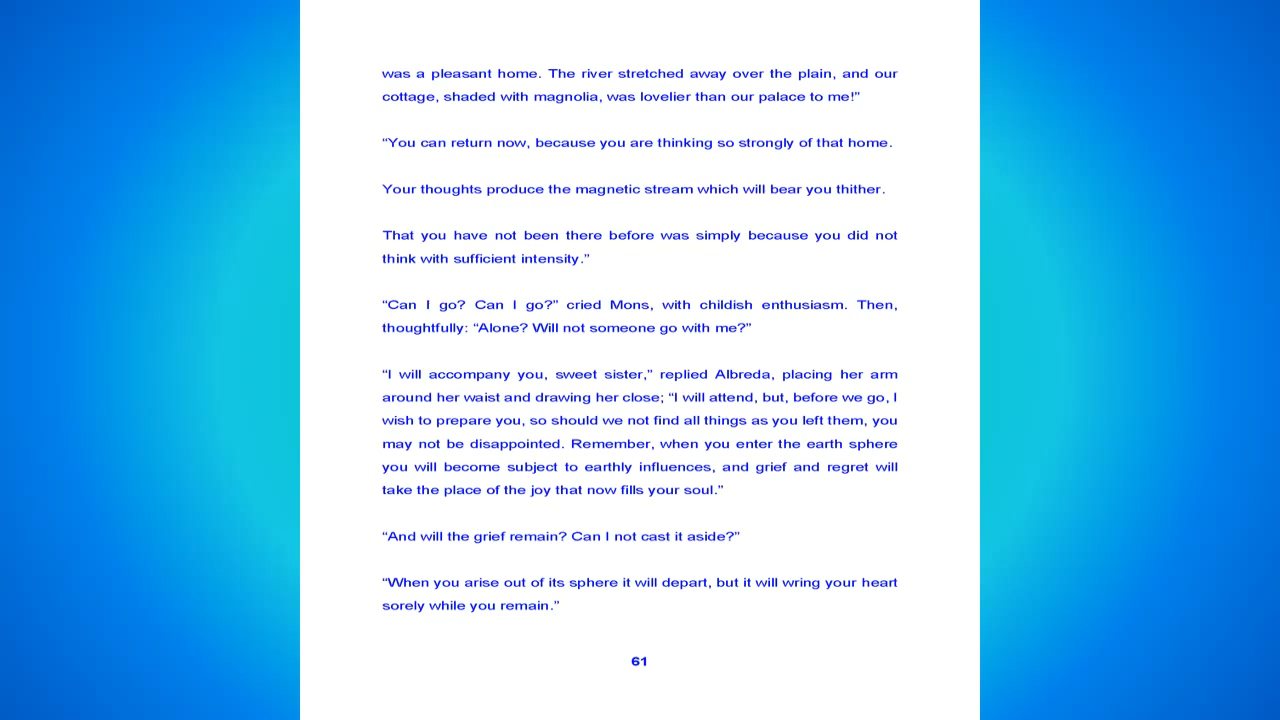 was a pleasant home. The river stretched away over the plain, and our
cottage, shaded with magnolia, was lovelier than our palace to me!”
“You can return now, because you are thinking so strongly of that home.
Your thoughts produce the magnetic stream which will bear you thither.
That you have not been there before was simply because you did not
think with sufficient intensity.”
“Can I go? Can I go?” cried Mons, with childish enthusiasm. Then,
thoughtfully: “Alone? Will not someone go with me?”
“I will accompany you, sweet sister,” replied Albreda, placing her arm
around her waist and drawing her close; “I will attend, but, before we go, I
wish to prepare you, so should we not find all things as you left them, you
may not be disappointed. Remember, when you enter the earth sphere
you will become subject to earthly influences, and grief and regret will
take the place of the joy that now fills your soul.”
“And will the grief remain? Can I not cast it aside?”
“When you arise out of its sphere it will depart, but it will wring your heart
sorely while you remain.”
61